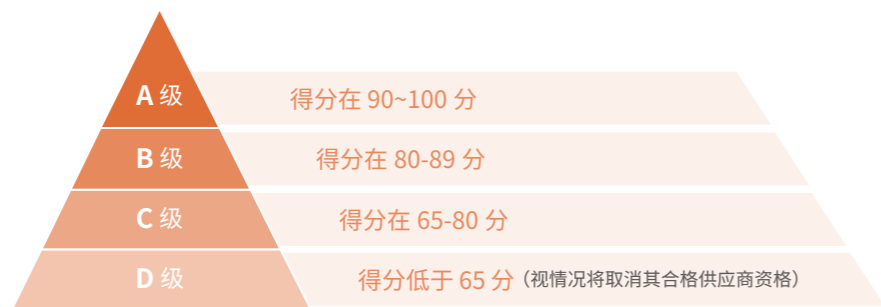 A 级 得分在 90~100 分
B 级 得分在 80-89 分
C 级 得分在 65-80 分
D 级 得分低于 65 分（视情况将取消其合格供应商资格）